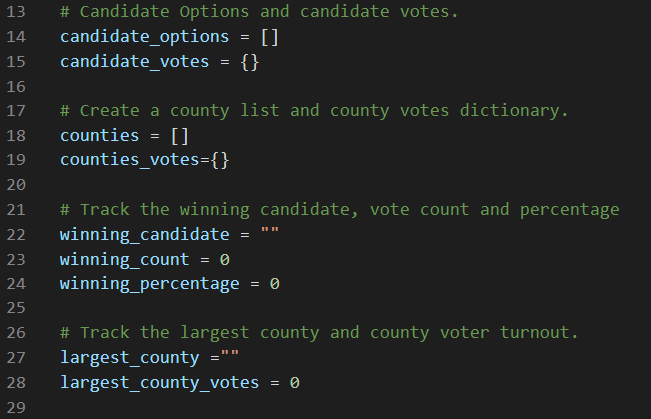 13 # Candidate Options and candidate votes.
14 candidate_options = []
15 candidate_votes = {}
16
17 # Create a county list and county votes dictionary.
18 counties = []
19 counties_votes={}
20
21 # Track the winning candidate, vote count and percentage
22 winning_candidate = ""
23 winning_count = 0
24 winning_percentage = 0
25
26 # Track the largest county and county voter turnout.
27 largest_county =""
28 largest_county_votes = 0
29